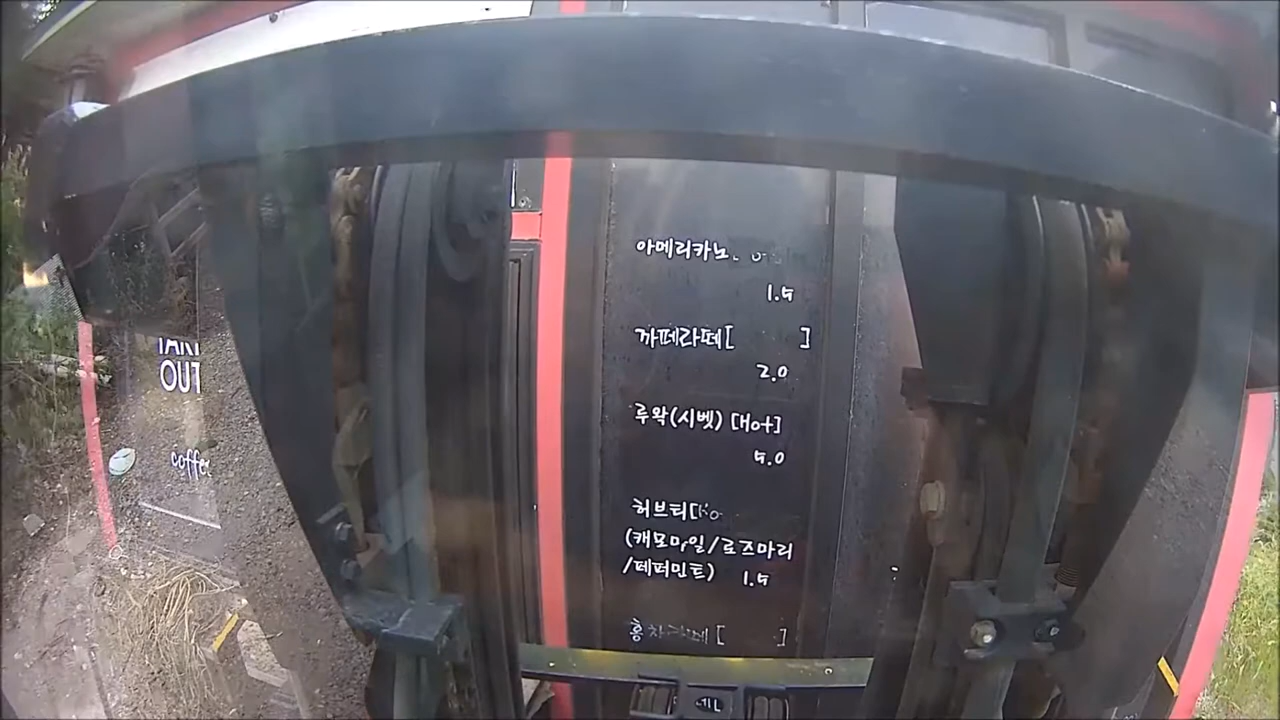 OUT
coffee
아메리카노
1.5
까페라떼[ ]
2.0
루왁(시벳) [Hot]
5.0
허브티[Ho
(캐모마일/로즈마리
/페퍼민트) 1.5
홍차라떼 [ ]